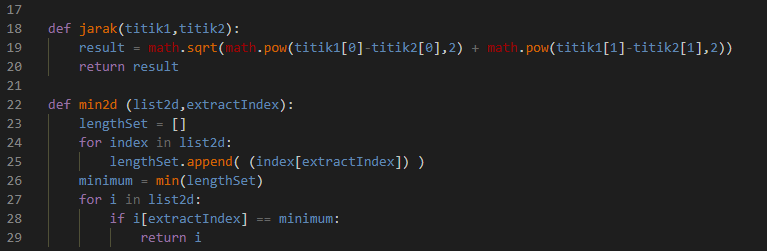 17
18 def jarak(titik1,titik2):
19     result = math.sqrt(math.pow(titik1[0]-titik2[0],2) + math.pow(titik1[1]-titik2[1],2))
20     return result
21
22 def min2d (list2d,extractIndex):
23     lengthSet = []
24     for index in list2d:
25         lengthSet.append( (index[extractIndex]) )
26     minimum = min(lengthSet)
27     for i in list2d:
28         if i[extractIndex] == minimum:
29             return i